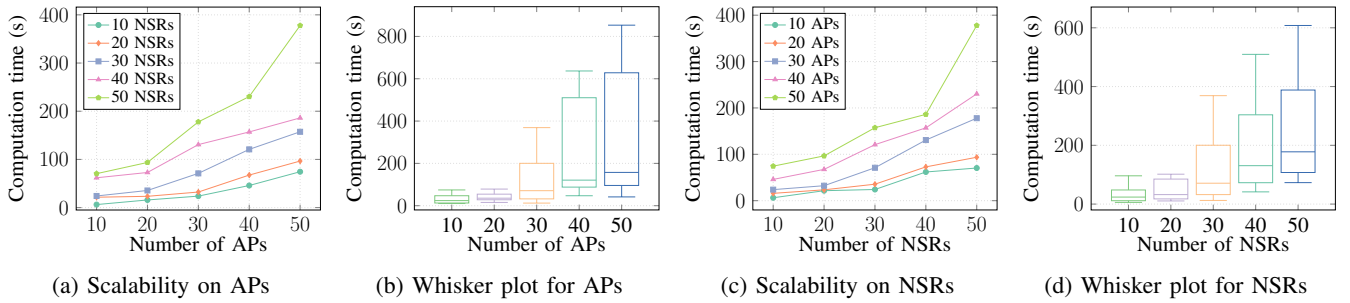 Computation time (s)
400
300
200
100
0
10 NSRs
20 NSRs
30 NSRs
40 NSRs
50 NSRs
10 20 30 40 50
Number of APs
(a) Scalability on APs
Computation time (s)
800
600
400
200
0
10 20 30 40 50
Number of APs
(b) Whisker plot for APs
Computation time (s)
400
300
200
100
0
10 APs
20 APs
30 APs
40 APs
50 APs
10 20 30 40 50
Number of NSRs
(c) Scalability on NSRs
Computation time (s)
600
400
200
0
10 20 30 40 50
Number of NSRs
(d) Whisker plot for NSRs